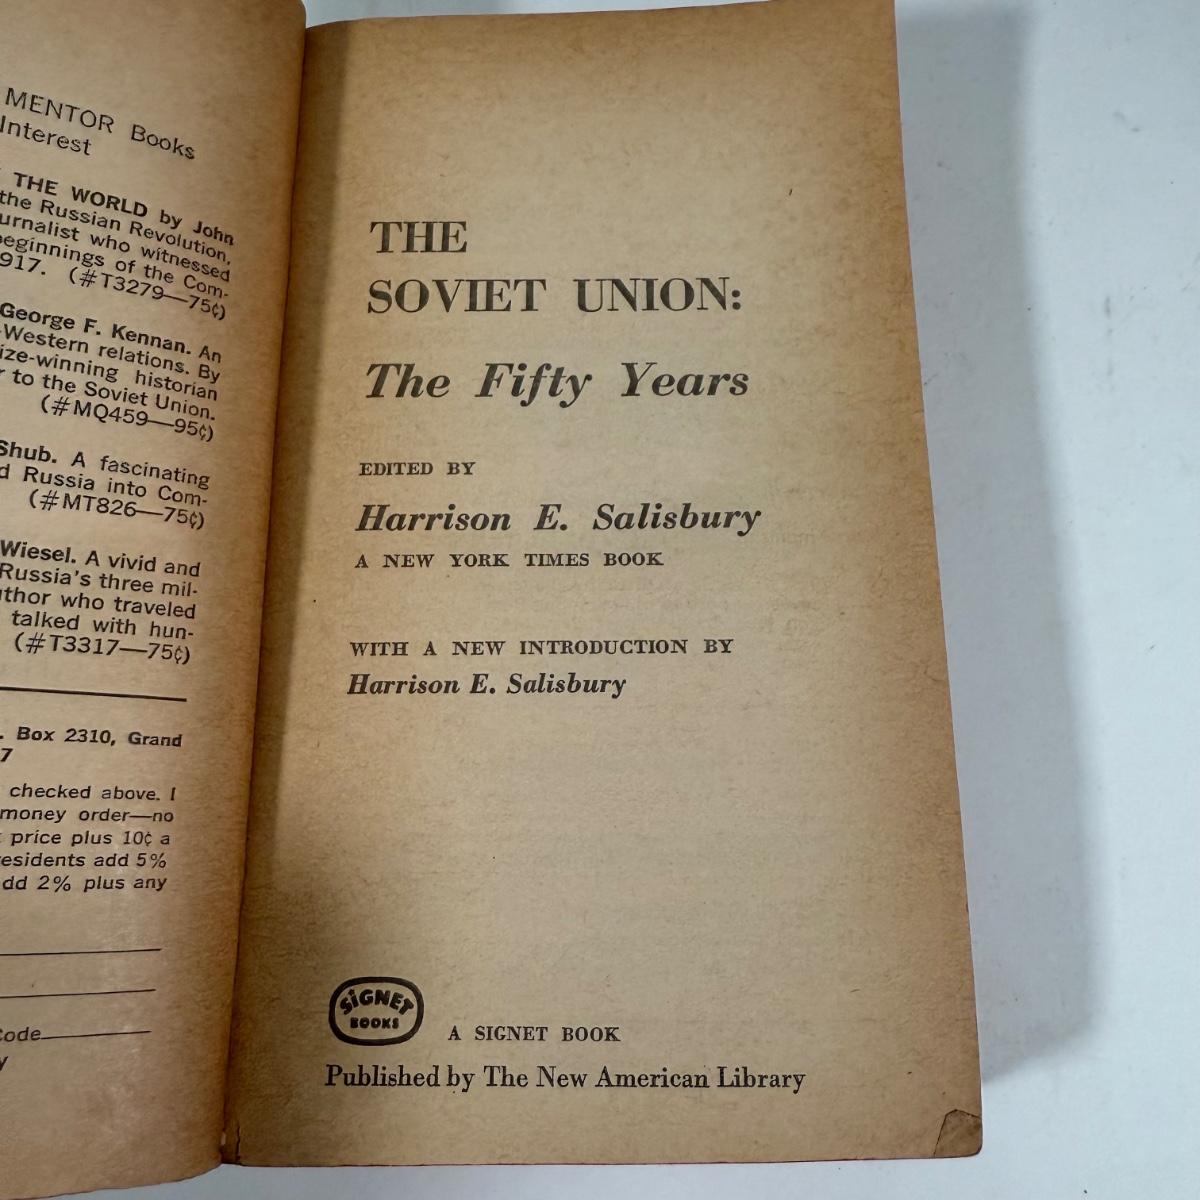 MENTOR Books
Interest
THE WORLD by John
the Russian Revolution,
urnalist who witnessed
beginnings of the Com-
917. (#T3279—75¢)
George F. Kennan. An
-Western relations. By
ize-winning historian
r to the Soviet Union.
(#MQ459—95¢)
Shub. A fascinating
d Russia into Com-
(#MT826—75¢)
Wiesel. A vivid and
Russia's three mil-
uthor who traveled
talked with hun-
(#T3317—75¢)
. Box 2310, Grand
7
checked above. I
money order—no
price plus 10¢ a
esidents add 5%
dd 2% plus any
Code
y
THE
SOVIET UNION:
The Fifty Years
EDITED BY
Harrison E. Salisbury
A NEW YORK TIMES BOOK
WITH A NEW INTRODUCTION BY
Harrison E. Salisbury
SIGNET
BOOKS
A SIGNET BOOK
Published by The New American Library